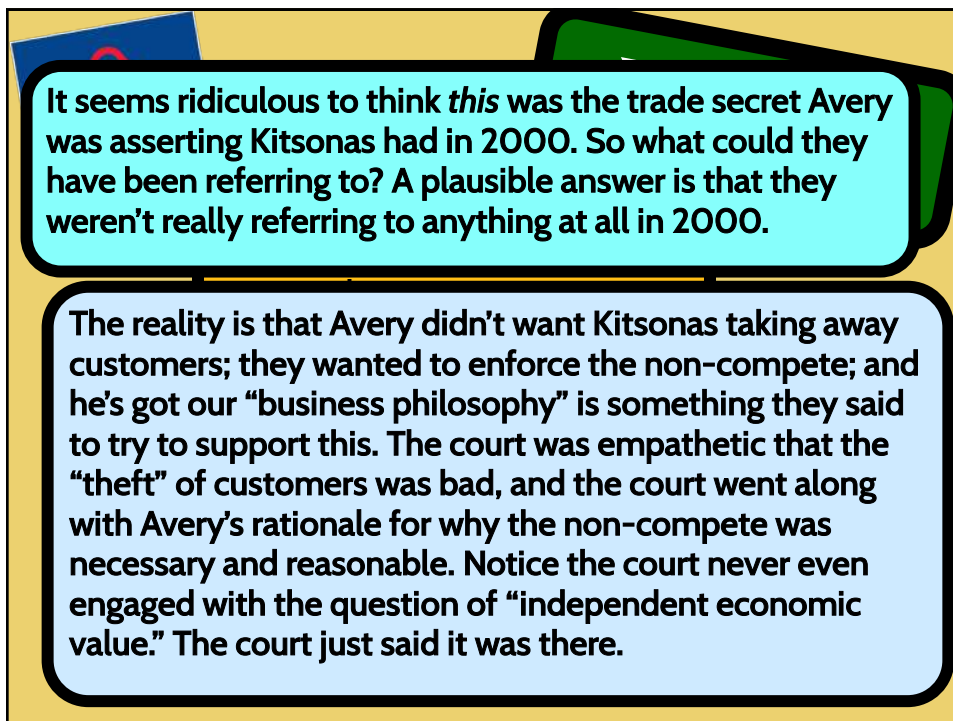 It seems ridiculous to think this was the trade secret Avery
was asserting Kitsonas had in 2000. So what could they
have been referring to? A plausible answer is that they
weren’t really referring to anything at all in 2000.
The reality is that Avery didn’t want Kitsonas taking away
customers; they wanted to enforce the non-compete; and
he’s got our “business philosophy” is something they said
to try to support this. The court was empathetic that the
“theft” of customers was bad, and the court went along
with Avery’s rationale for why the non-compete was
necessary and reasonable. Notice the court never even
engaged with the question of “independent economic
value.” The court just said it was there.